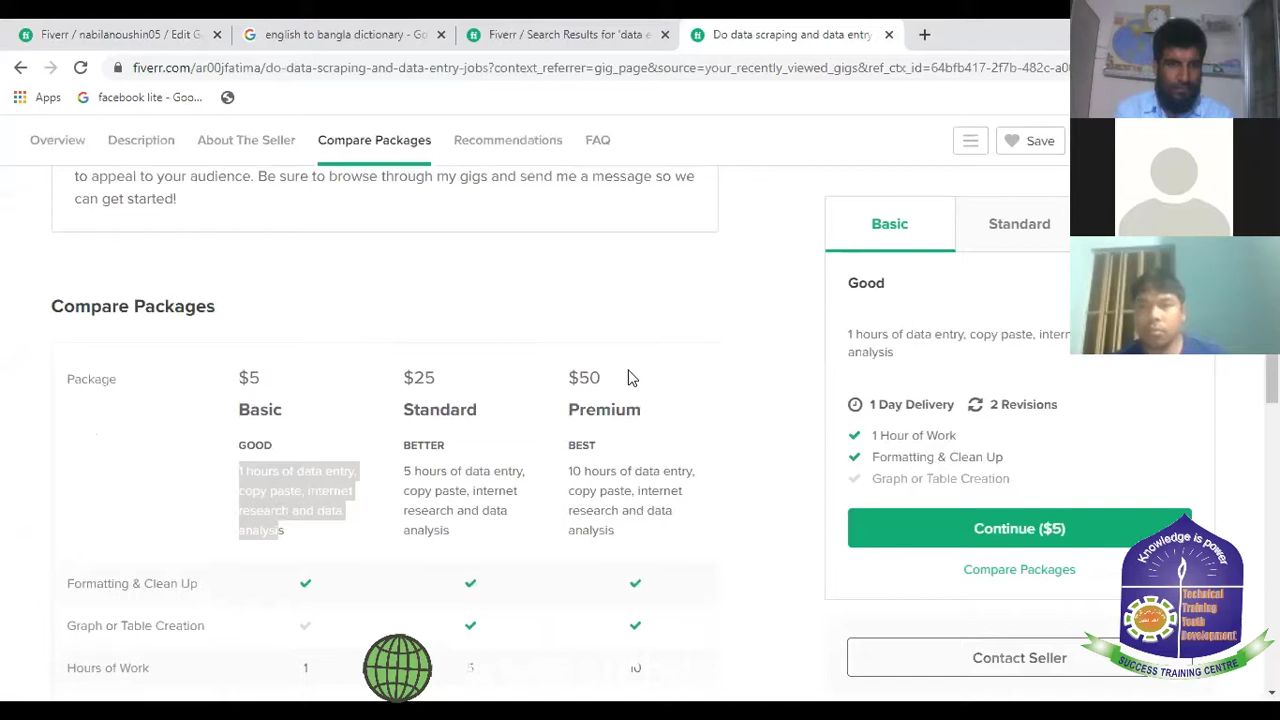 Fiverr / nabilanoushin05 / Edit G
english to bangla dictionary - Go
Fiverr / Search Results for 'data e
Do data scraping and data entry
fiverr.com/ar00jfatima/do-data-scraping-and-data-entry-jobs?context_referrer=gig_page&source=your_recently_viewed_gigs&ref_ctx_id=64bfb417-2f7b-482c-a0
Apps
facebook lite - Goo...
Overview
Description
About The Seller
Compare Packages
Recommendations
FAQ
Save
to appeal to your audience. Be sure to browse through my gigs and send me a message so we
can get started!
Compare Packages
Package
$5
Basic
GOOD
1 hours of data entry,
copy paste, internet
research and data
analysis
$25
Standard
BETTER
5 hours of data entry,
copy paste, internet
research and data
analysis
$50
Premium
BEST
10 hours of data entry,
copy paste, internet
research and data
analysis
Formatting & Clean Up
Graph or Table Creation
Hours of Work
1
5
10
Basic
Standard
Good
1 hours of data entry, copy paste, intern
analysis
1 Day Delivery
2 Revisions
1 Hour of Work
Formatting & Clean Up
Graph or Table Creation
Continue ($5)
Compare Packages
Contact Seller
Knowledge is power
Technical
Training
Youth
Development
SUCCESS TRAINING CENTRE